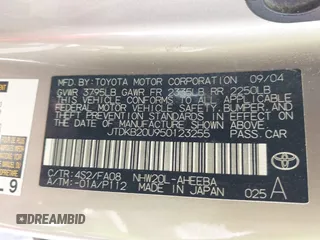 MFD. BY: TOYOTA MOTOR CORPORATION 09/04
GVWR 3795LB GAWR FR 2335LB RR 2250LB
THIS VEHICLE CONFORMS TO ALL APPLICABLE
FEDERAL MOTOR VEHICLE SAFETY, BUMPER, AND
THEFT PREVENTION STANDARDS IN EFFECT ON
THE DATE OF MANUFACTURE SHOWN ABOVE.
JTDKB20U950123255 PASS.CAR
C/TR: 4S2/FA08 NHW20L-AHEEBA
A/TM: -01A/P112 MADE IN JAPAN 025 A
TOYOTA
L 9
DREAMBID